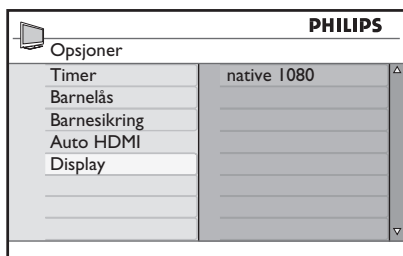 PHILIPS
Opsjoner
Timer native 1080
Barnelås
Barnesikring
Auto HDMI
Display